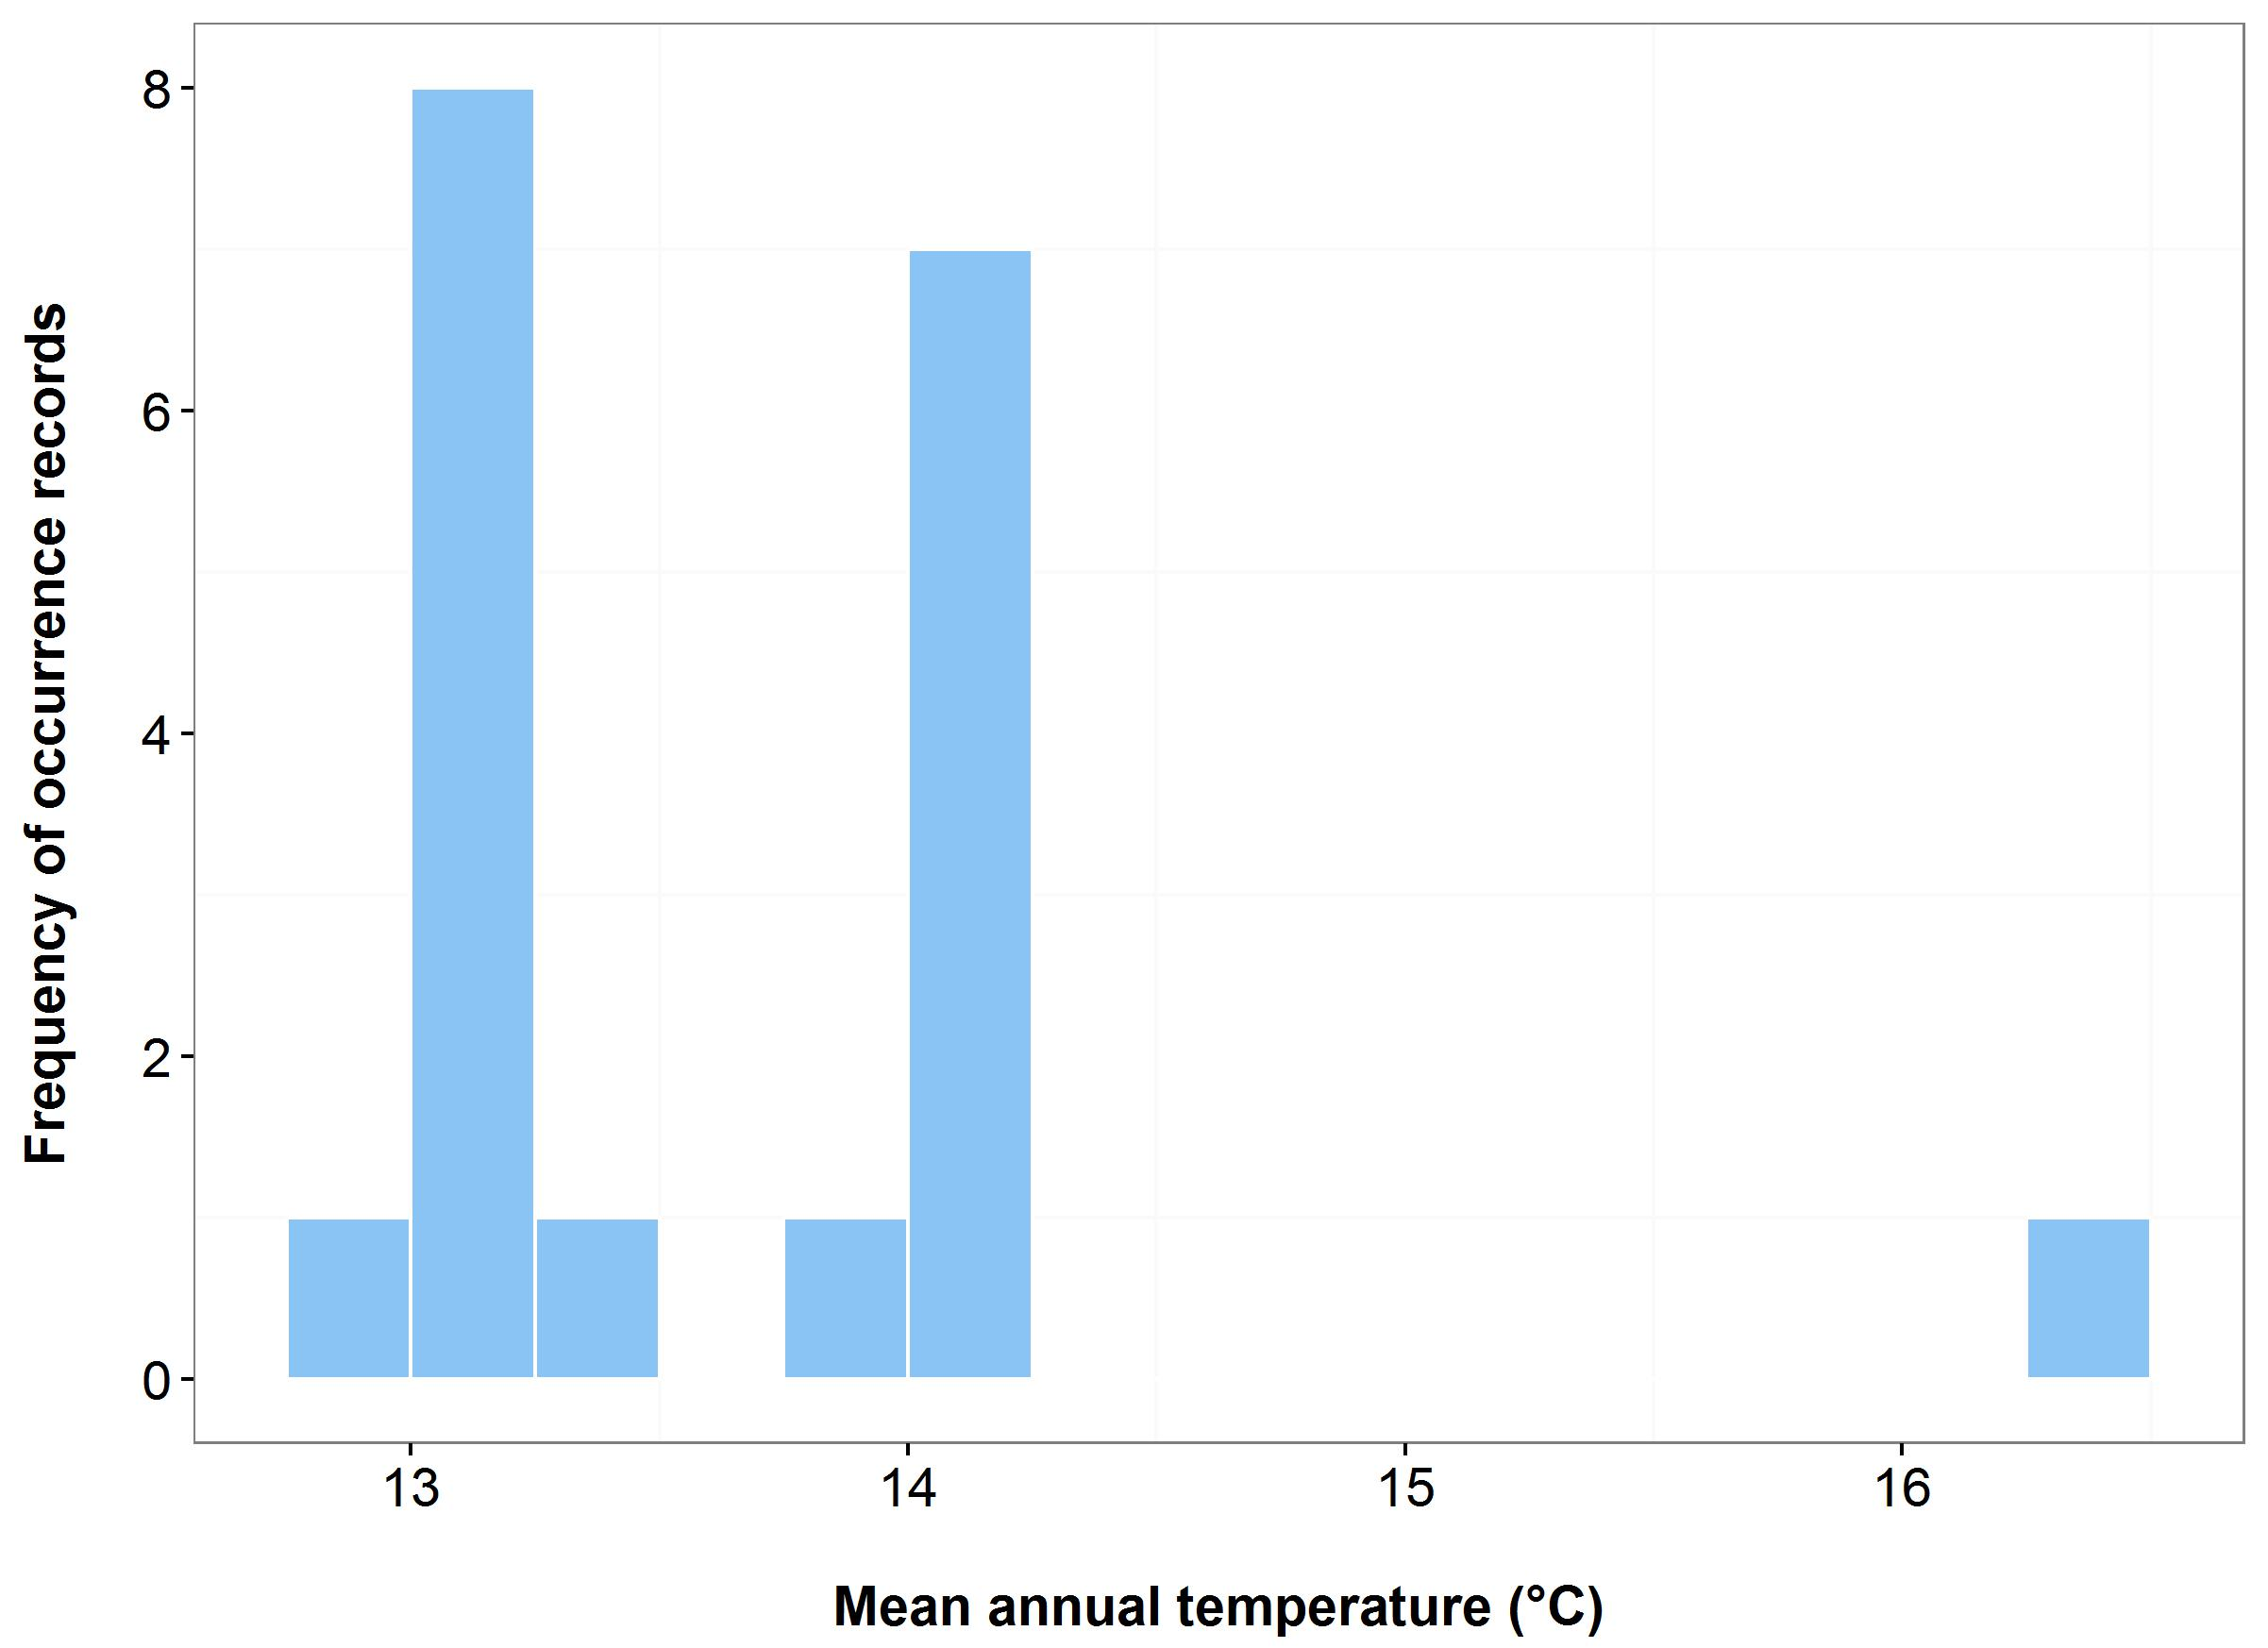 Frequency of occurrence records
8
6
4
2
0
13 14 15 16
Mean annual temperature (°C)